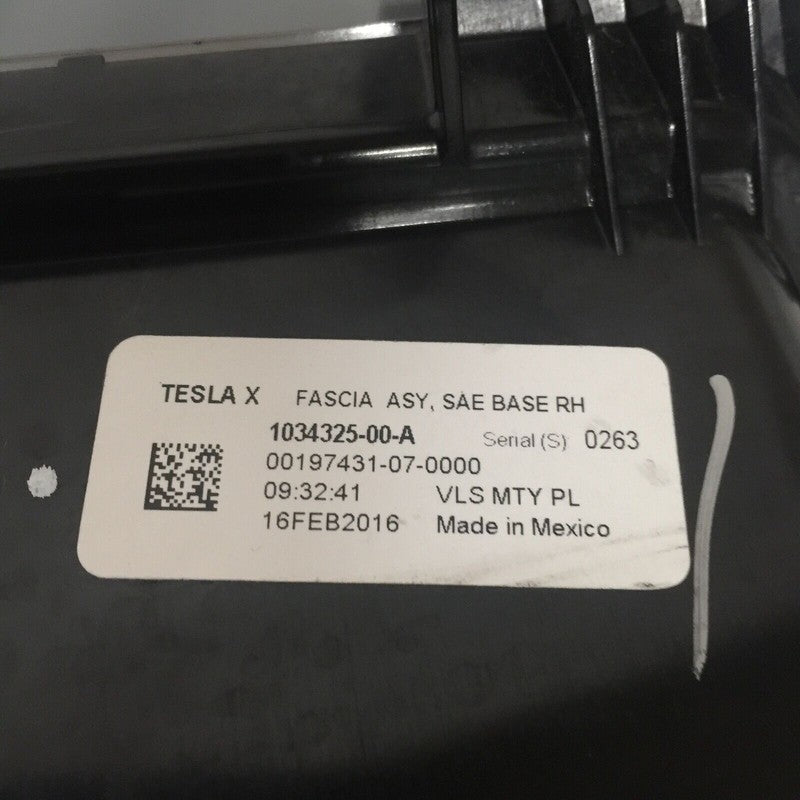 TESLA X FASCIA ASY, SAE BASE RH
1034325-00-A Serial (S) 0263
00197431-07-0000
09:32:41 VLS MTY PL
16FEB2016 Made in Mexico